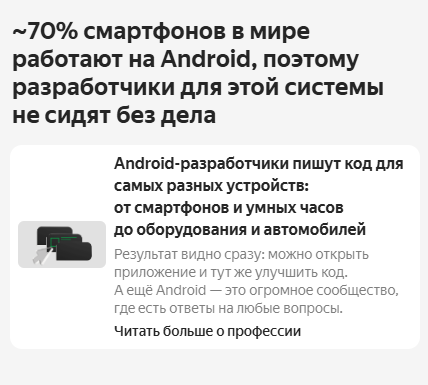 ~70% смартфонов в мире
работают на Android, поэтому
разработчики для этой системы
не сидят без дела
Android-разработчики пишут код для
самых разных устройств:
от смартфонов и умных часов
до оборудования и автомобилей
Результат видно сразу: можно открыть
приложение и тут же улучшить код.
А ещё Android — это огромное сообщество,
где есть ответы на любые вопросы.
Читать больше о профессии